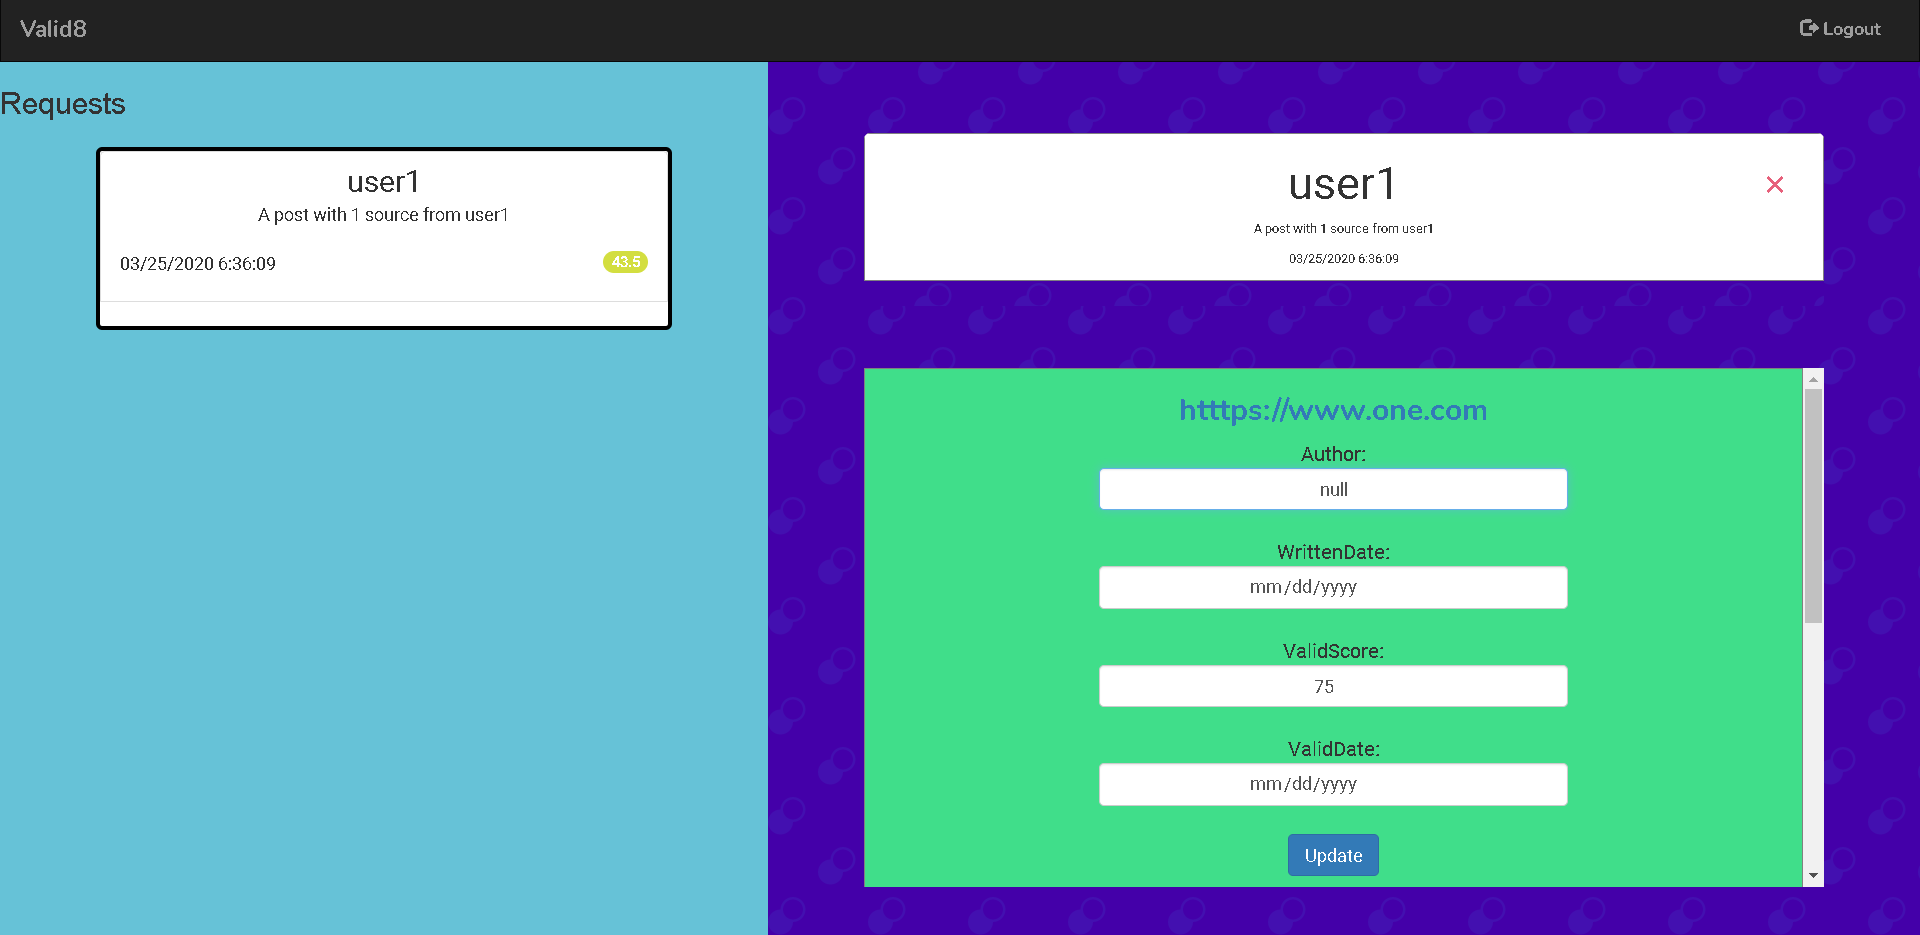 Valid8
Logout
Requests
user1
A post with 1 source from user1
03/25/2020 6:36:09
43.5
user1
A post with 1 source from user1
03/25/2020 6:36:09
htttps://www.one.com
Author:
null
WrittenDate:
mm/dd/yyyy
ValidScore:
75
ValidDate:
mm/dd/yyyy
Update